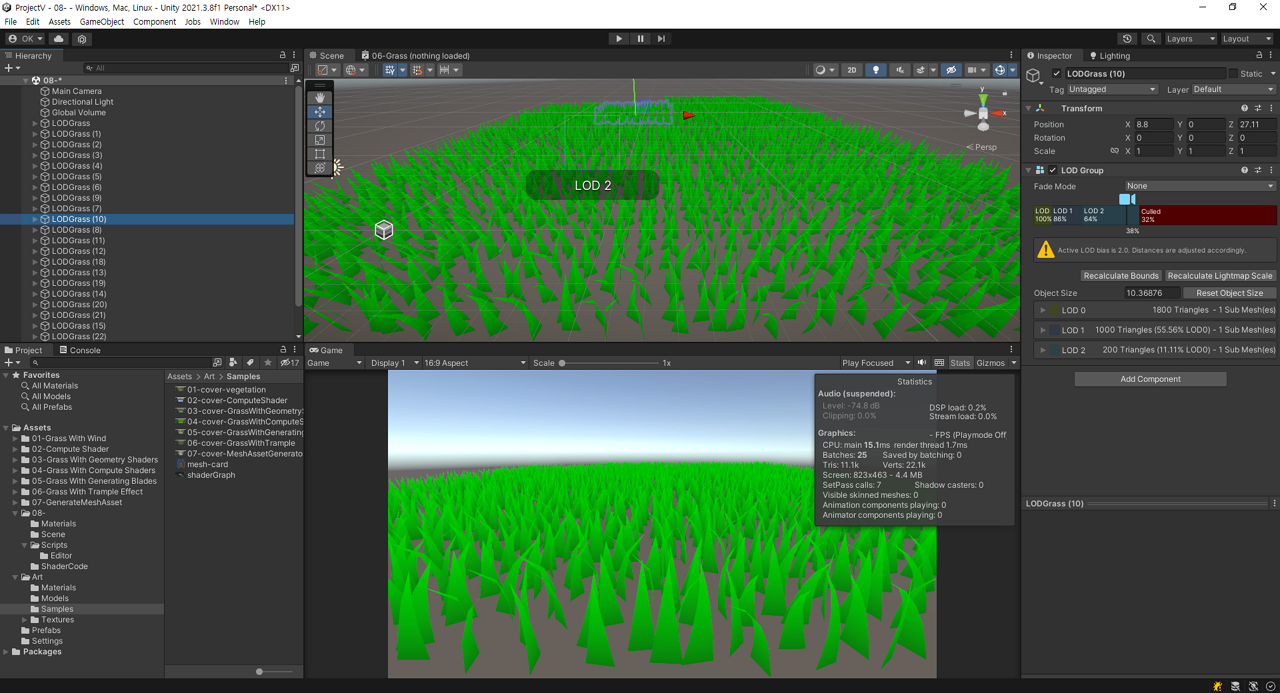 ProjectV - 08- - Windows, Mac, Linux - Unity 2021.3.8f1 Personal* <DX11>
File Edit Assets GameObject Component Jobs Window Help
OK
Layers
Layout
Hierarchy
All
08-*
Main Camera
Directional Light
Global Volume
LODGrass
LODGrass (1)
LODGrass (2)
LODGrass (3)
LODGrass (4)
LODGrass (5)
LODGrass (6)
LODGrass (9)
LODGrass (7)
LODGrass (10)
LODGrass (8)
LODGrass (11)
LODGrass (12)
LODGrass (18)
LODGrass (13)
LODGrass (19)
LODGrass (14)
LODGrass (20)
LODGrass (21)
LODGrass (15)
LODGrass (22)
Scene 06-Grass (nothing loaded)
2D
y
x
Persp
LOD 2
Inspector Lighting
LODGrass (10) Static
Tag Untagged Layer Default
Transform
Position X 8.8 Y 0 Z 27.11
Rotation X 0 Y 0 Z 0
Scale X 1 Y 1 Z 1
LOD Group
Fade Mode None
LOD 100%
LOD 1 86%
LOD 2 64%
Culled 32%
38%
Active LOD bias is 2.0. Distances are adjusted accordingly.
Recalculate Bounds Recalculate Lightmap Scale
Object Size 10.36876 Reset Object Size
LOD 0 1800 Triangles - 1 Sub Mesh(es)
LOD 1 1000 Triangles (55.56% LOD0) - 1 Sub Mesh(es)
LOD 2 200 Triangles (11.11% LOD0) - 1 Sub Mesh(es)
Add Component
LODGrass (10)
Project Console
17
Favorites
All Materials
All Models
All Prefabs
Assets
01-Grass With Wind
02-Compute Shader
03-Grass With Geometry Shaders
04-Grass With Compute Shaders
05-Grass With Generating Blades
06-Grass With Trample Effect
07-GenerateMeshAsset
08-
Materials
Scene
Scripts
Editor
ShaderCode
Art
Materials
Models
Samples
Textures
Prefabs
Settings
Packages
Assets > Art > Samples
01-cover-vegetation
02-cover-ComputeShader
03-cover-GrassWithGeometry
04-cover-GrassWithComputeS
05-cover-GrassWithGenerating
06-cover-GrassWithTrample
07-cover-MeshAssetGenerato
mesh-card
shaderGraph
Game
Game Display 1 16:9 Aspect Scale 1x Play Focused Stats Gizmos
Statistics
Audio (suspended):
Level: -74.8 dB DSP load: 0.2%
Clipping: 0.0% Stream load: 0.0%
Graphics: - FPS (Playmode Off
CPU: main 15.1ms render thread 1.7ms
Batches: 25 Saved by batching: 0
Tris: 11.1k Verts: 22.1k
Screen: 823x463 - 4.4 MB
SetPass calls: 7 Shadow casters: 0
Visible skinned meshes: 0
Animation components playing: 0
Animator components playing: 0